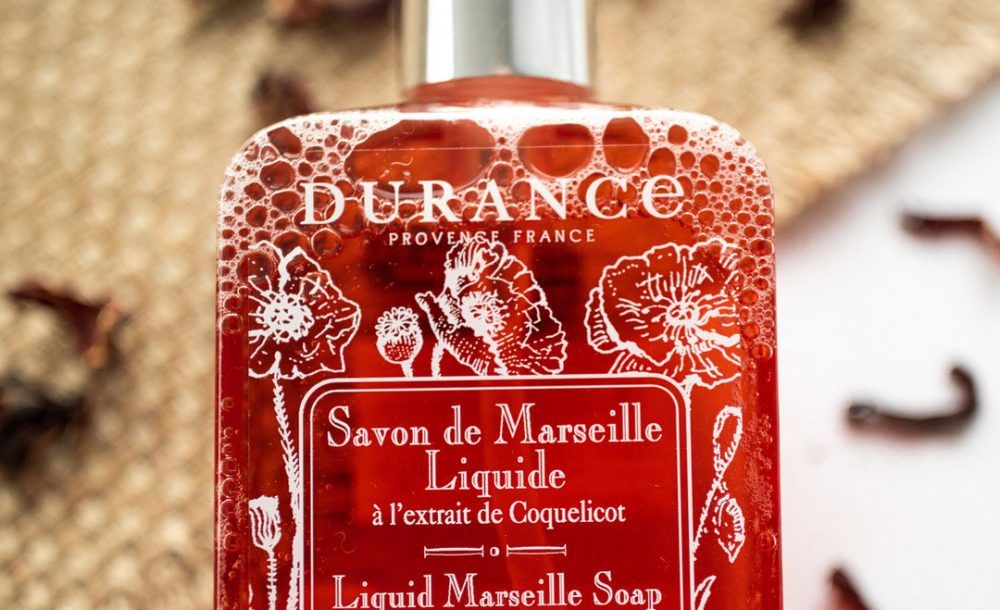 DURANCE
PROVENCE FRANCE
Savon de Marseille
Liquide
à l'extrait de Coquelicot
Liquid Marseille Soap